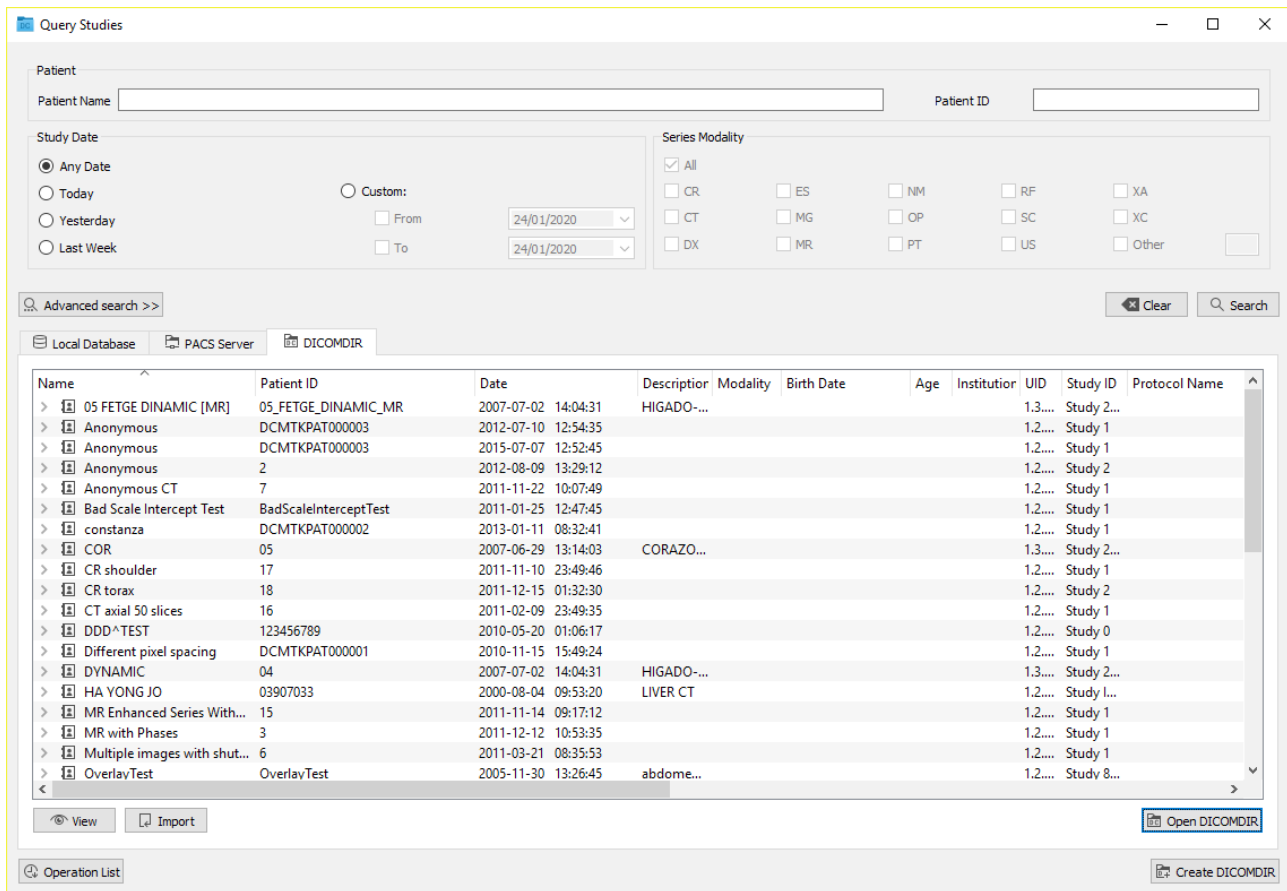 Query Studies
Patient
Patient Name Patient ID
Study Date Series Modality
Any Date All
Today Custom: CR ES NM RF XA
Yesterday From 24/01/2020 CT MG OP SC XC
Last Week To 24/01/2020 DX MR PT US Other
Advanced search >> Clear Search
Local Database PACS Server DICOMDIR
Name Patient ID Date Description Modality Birth Date Age Institution UID Study ID Protocol Name
05 FETGE DINAMIC [MR] 05_FETGE_DINAMIC_MR 2007-07-02 14:04:31 HIGADO-... 1.3.... Study 2...
Anonymous DCMTKPAT000003 2012-07-10 12:54:35 1.2.... Study 1
Anonymous DCMTKPAT000003 2015-07-07 12:52:45 1.2.... Study 1
Anonymous 2 2012-08-09 13:29:12 1.2.... Study 2
Anonymous CT 7 2011-11-22 10:07:49 1.2.... Study 1
Bad Scale Intercept Test BadScaleInterceptTest 2011-01-25 12:47:45 1.2.... Study 1
constanza DCMTKPAT000002 2013-01-11 08:32:41 1.2.... Study 1
COR 05 2007-06-29 13:14:03 CORAZO... 1.3.... Study 2...
CR shoulder 17 2011-11-10 23:49:46 1.2.... Study 1
CR torax 18 2011-12-15 01:32:30 1.2.... Study 2
CT axial 50 slices 16 2011-02-09 23:49:35 1.2.... Study 1
DDD^TEST 123456789 2010-05-20 01:06:17 1.2.... Study 0
Different pixel spacing DCMTKPAT000001 2010-11-15 15:49:24 1.2.... Study 1
DYNAMIC 04 2007-07-02 14:04:31 HIGADO-... 1.3.... Study 2...
HA YONG JO 03907033 2000-08-04 09:53:20 LIVER CT 1.2.... Study I...
MR Enhanced Series With... 15 2011-11-14 09:17:12 1.2.... Study 1
MR with Phases 3 2011-12-12 10:53:35 1.2.... Study 1
Multiple images with shut... 6 2011-03-21 08:35:53 1.2.... Study 1
OverlayTest OverlayTest 2005-11-30 13:26:45 abdome... 1.2.... Study 8...
View Import Open DICOMDIR
Operation List Create DICOMDIR